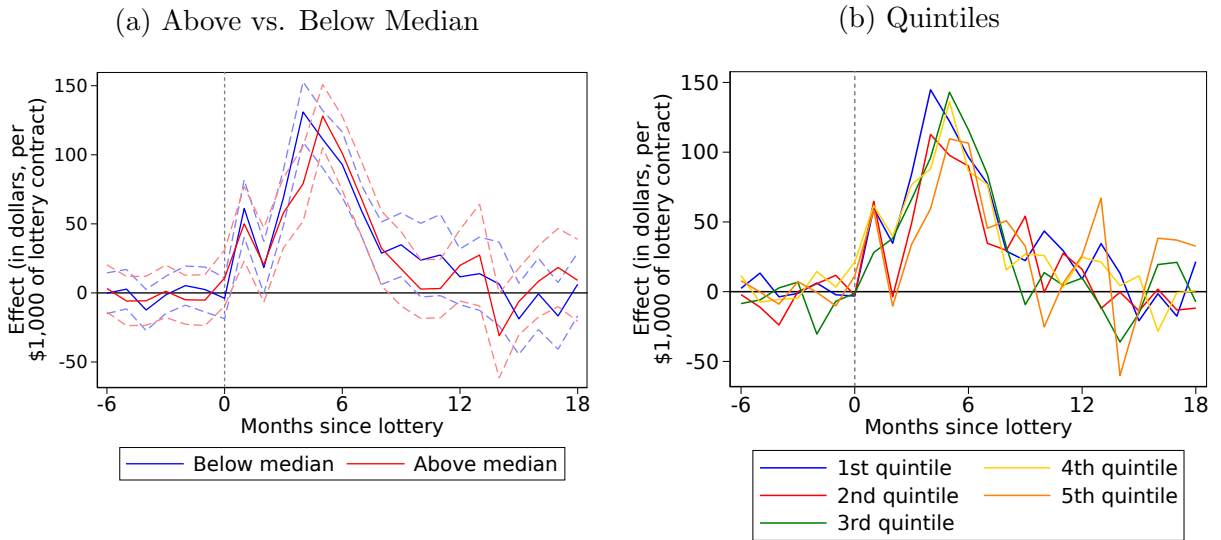 (a) Above vs. Below Median
Effect (in dollars, per
$1,000 of lottery contract)
150
100
50
0
-50
-6
0
6
12
18
Months since lottery
Below median
Above median
(b) Quintiles
Effect (in dollars, per
$1,000 of lottery contract)
150
100
50
0
-50
-6
0
6
12
18
Months since lottery
1st quintile
4th quintile
2nd quintile
5th quintile
3rd quintile